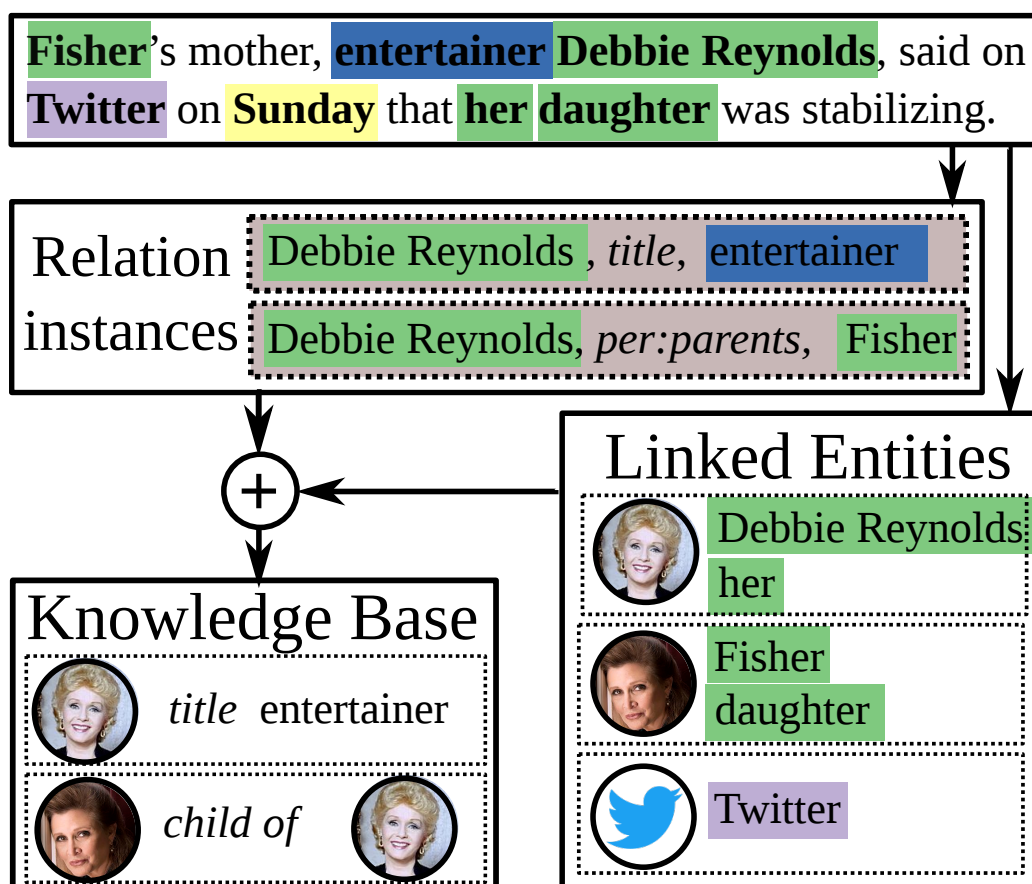 Fisher's mother, entertainer Debbie Reynolds, said on
Twitter on Sunday that her daughter was stabilizing.
Relation
instances
Debbie Reynolds, title, entertainer
Debbie Reynolds, per:parents, Fisher
+
Linked Entities
Debbie Reynolds
her
Fisher
daughter
Twitter
Knowledge Base
title entertainer
child of